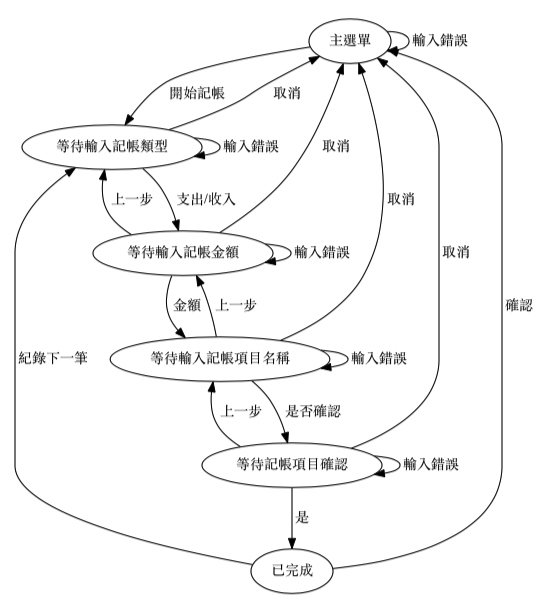 主選單
輸入錯誤
開始記帳
取消
等待輸入記帳類型
輸入錯誤
取消
上一步
支出/收入
取消
等待輸入記帳金額
輸入錯誤
取消
金額
上一步
確認
等待輸入記帳項目名稱
輸入錯誤
紀錄下一筆
上一步
是否確認
等待記帳項目確認
輸入錯誤
是
已完成